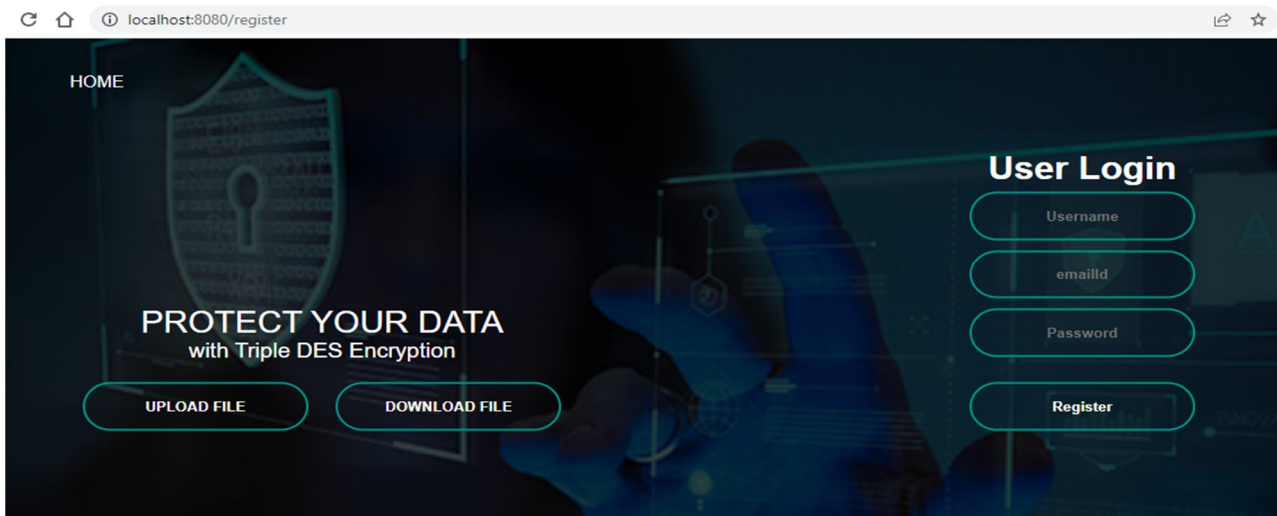 localhost:8080/register
HOME
User Login
Username
emailId
Password
Register
PROTECT YOUR DATA
with Triple DES Encryption
UPLOAD FILE
DOWNLOAD FILE